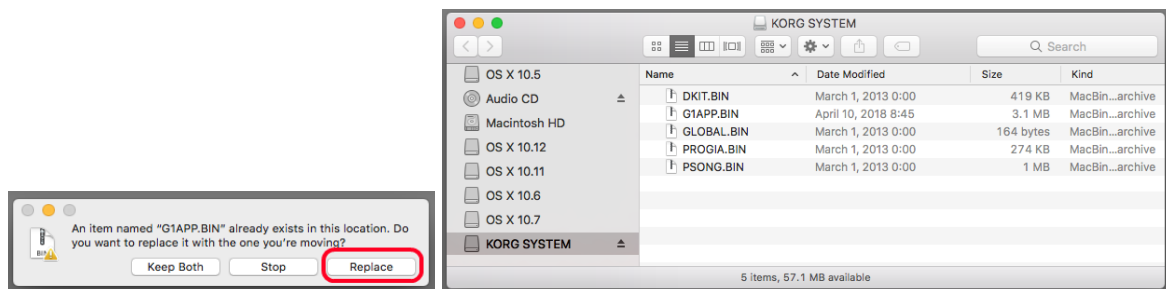 An item named “G1APP.BIN” already exists in this location. Do
you want to replace it with the one you’re moving?
Keep Both Stop Replace
KORG SYSTEM
Search
OS X 10.5
Audio CD
Macintosh HD
OS X 10.12
OS X 10.11
OS X 10.6
OS X 10.7
KORG SYSTEM
Name Date Modified Size Kind
DKIT.BIN March 1, 2013 0:00 419 KB MacBin...archive
G1APP.BIN April 10, 2018 8:45 3.1 MB MacBin...archive
GLOBAL.BIN March 1, 2013 0:00 164 bytes MacBin...archive
PROGIA.BIN March 1, 2013 0:00 274 KB MacBin...archive
PSONG.BIN March 1, 2013 0:00 1 MB MacBin...archive
5 items, 57.1 MB available